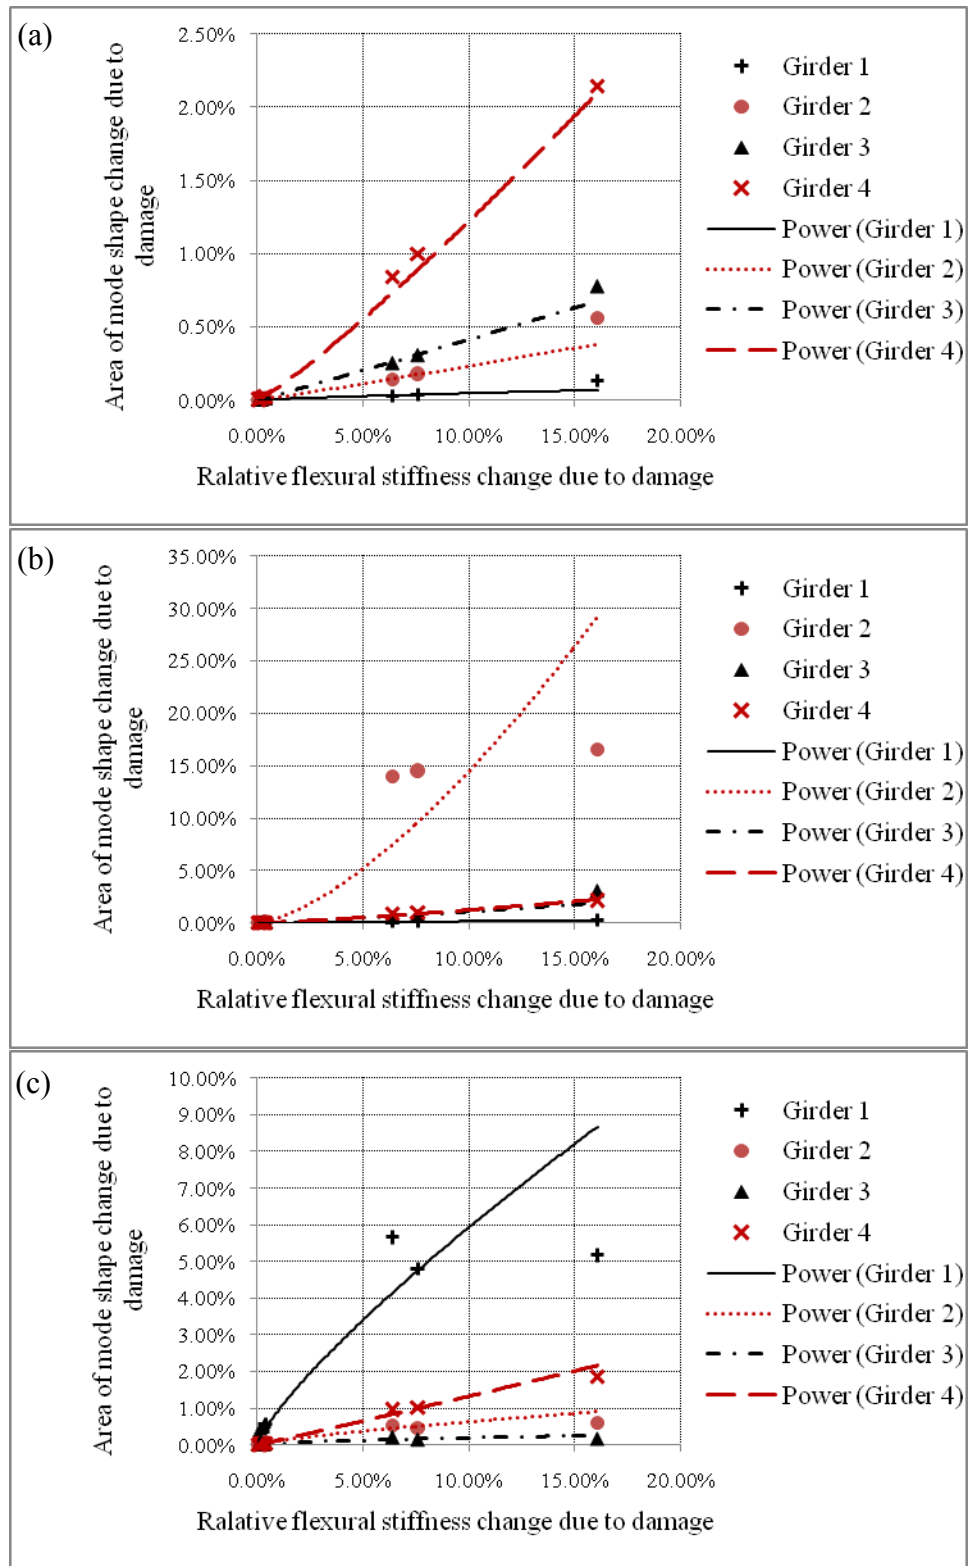 (a)
2.50%
2.00%
1.50%
1.00%
0.50%
0.00%
0.00% 5.00% 10.00% 15.00% 20.00%
Area of mode shape change due to
damage
Ralative flexural stiffness change due to damage
Girder 1
Girder 2
Girder 3
Girder 4
Power (Girder 1)
Power (Girder 2)
Power (Girder 3)
Power (Girder 4)
(b)
35.00%
30.00%
25.00%
20.00%
15.00%
10.00%
5.00%
0.00%
0.00% 5.00% 10.00% 15.00% 20.00%
Area of mode shape change due to
damage
Ralative flexural stiffness change due to damage
Girder 1
Girder 2
Girder 3
Girder 4
Power (Girder 1)
Power (Girder 2)
Power (Girder 3)
Power (Girder 4)
(c)
10.00%
9.00%
8.00%
7.00%
6.00%
5.00%
4.00%
3.00%
2.00%
1.00%
0.00%
0.00% 5.00% 10.00% 15.00% 20.00%
Area of mode shape change due to
damage
Ralative flexural stiffness change due to damage
Girder 1
Girder 2
Girder 3
Girder 4
Power (Girder 1)
Power (Girder 2)
Power (Girder 3)
Power (Girder 4)